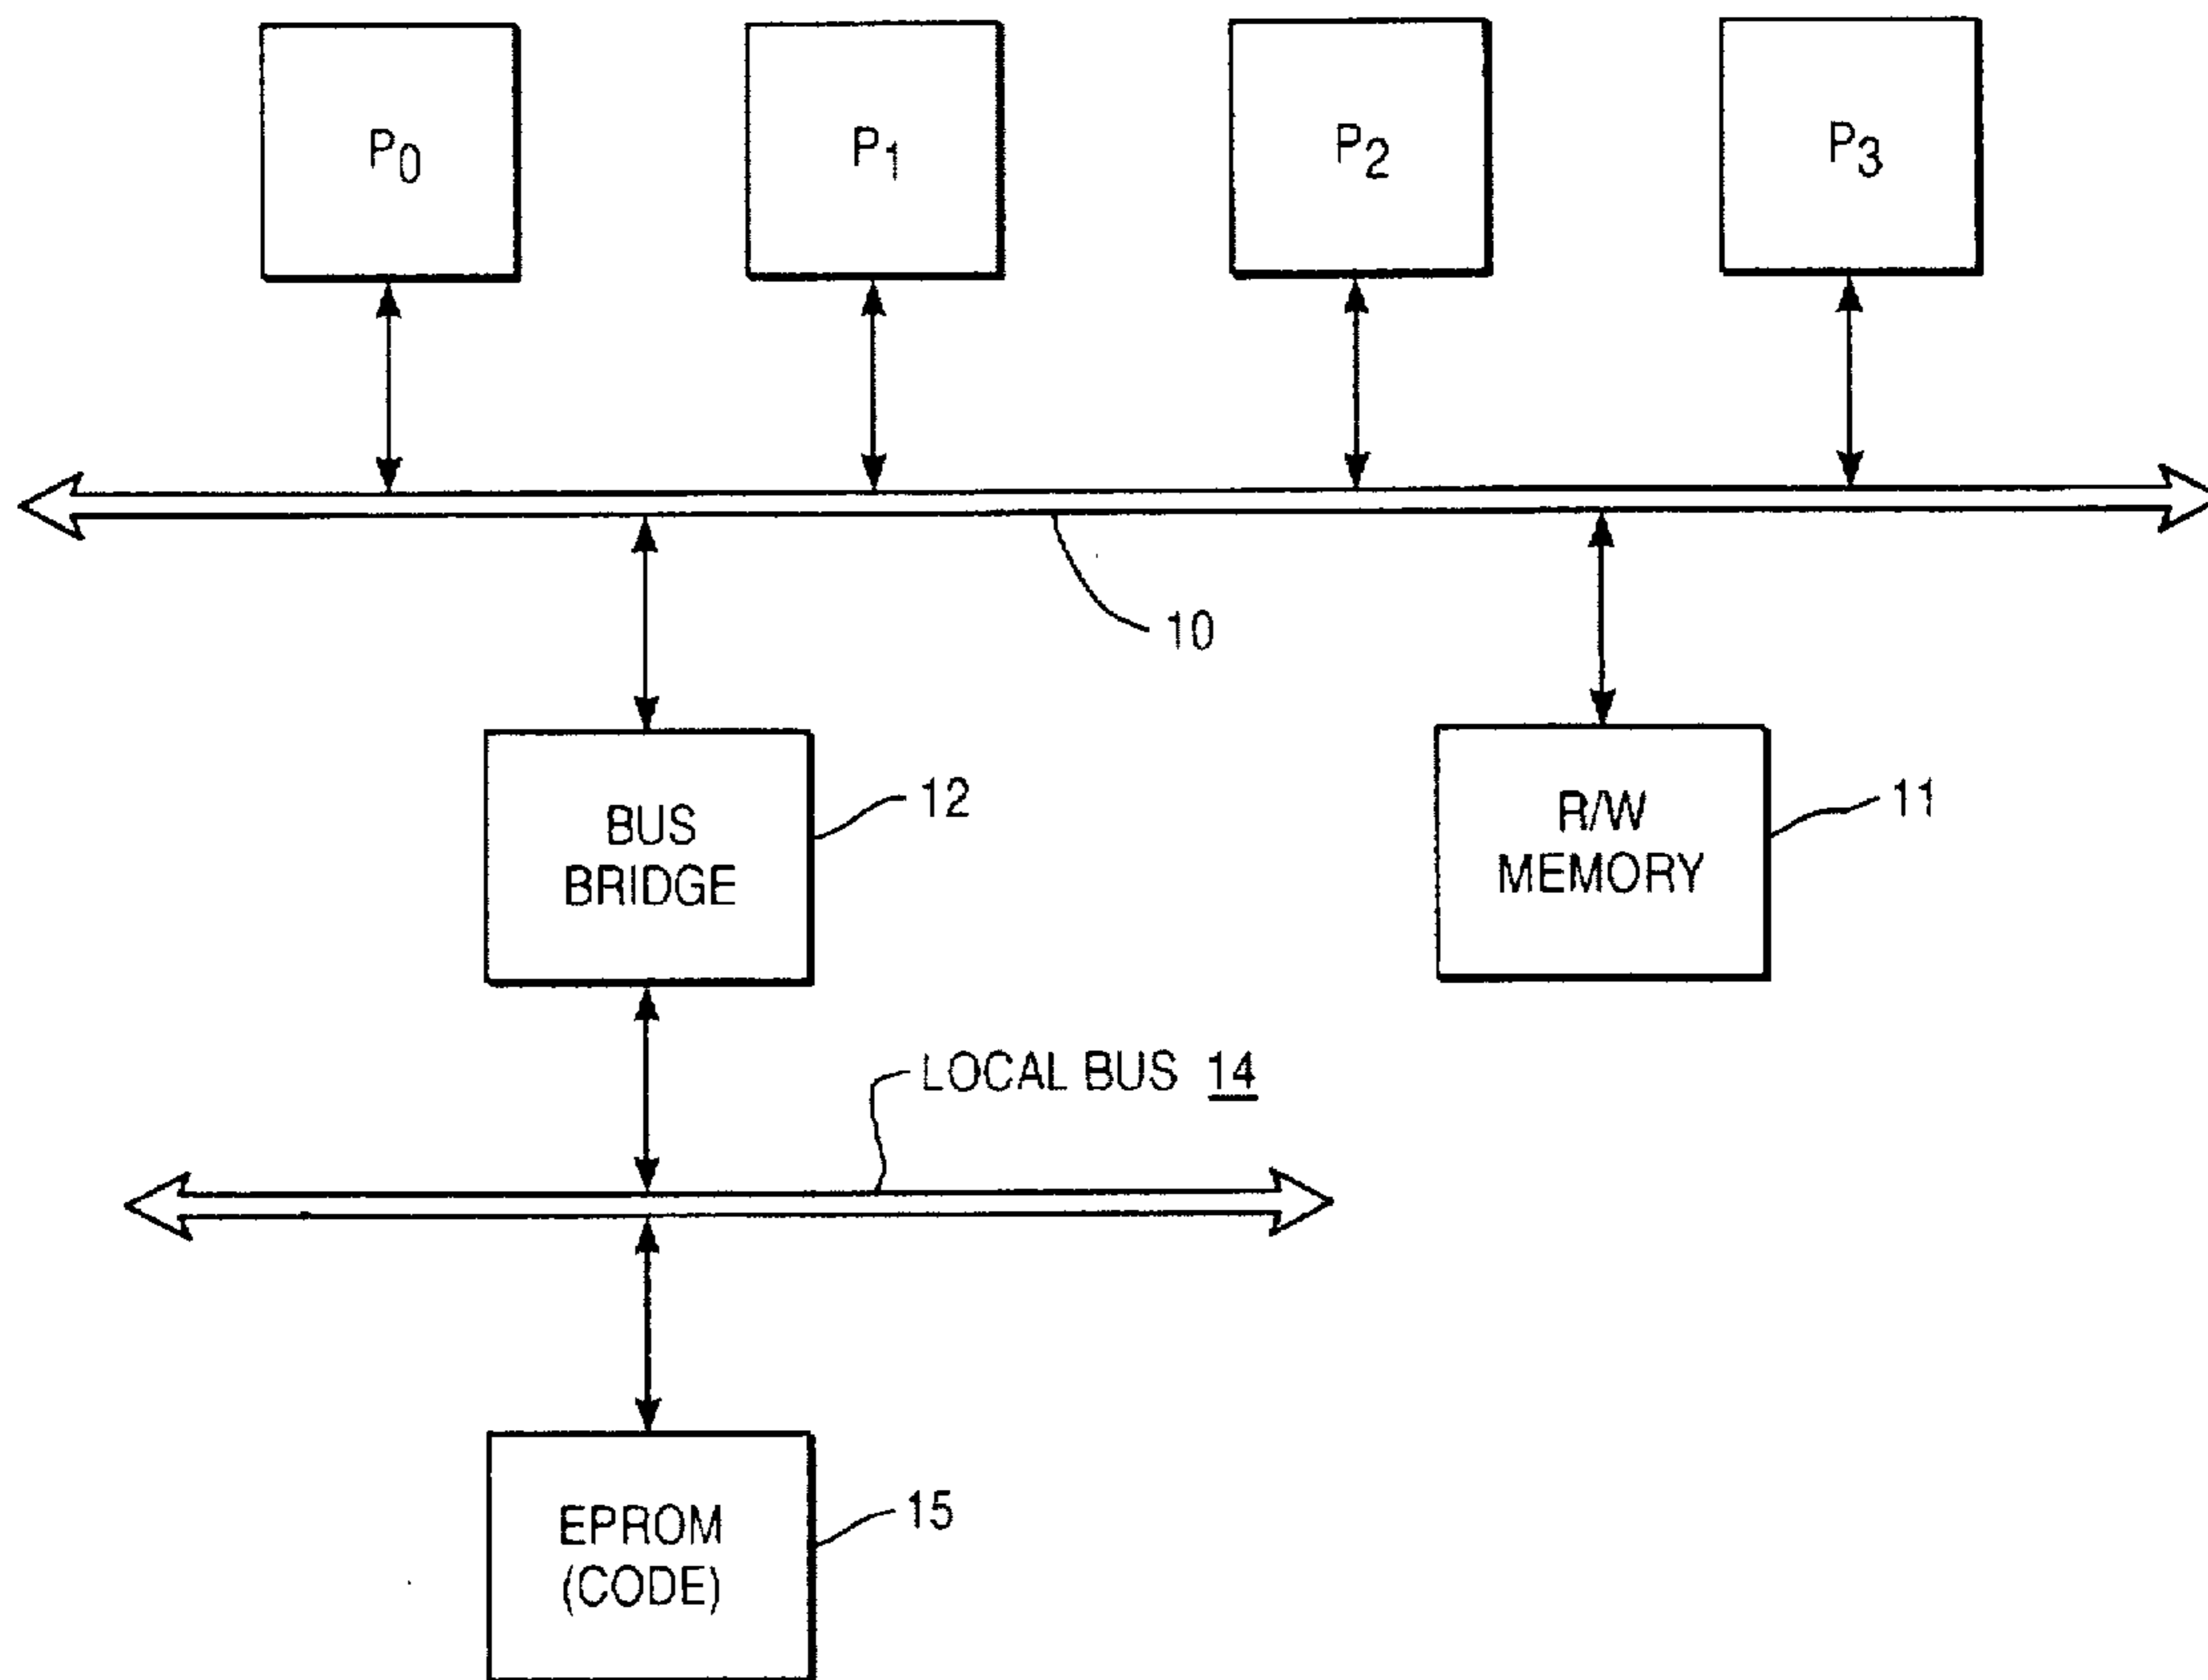 P0
P1
P2
P3
10
BUS
BRIDGE
12
R/W
MEMORY
11
LOCAL BUS 14
EPROM
(CODE)
15